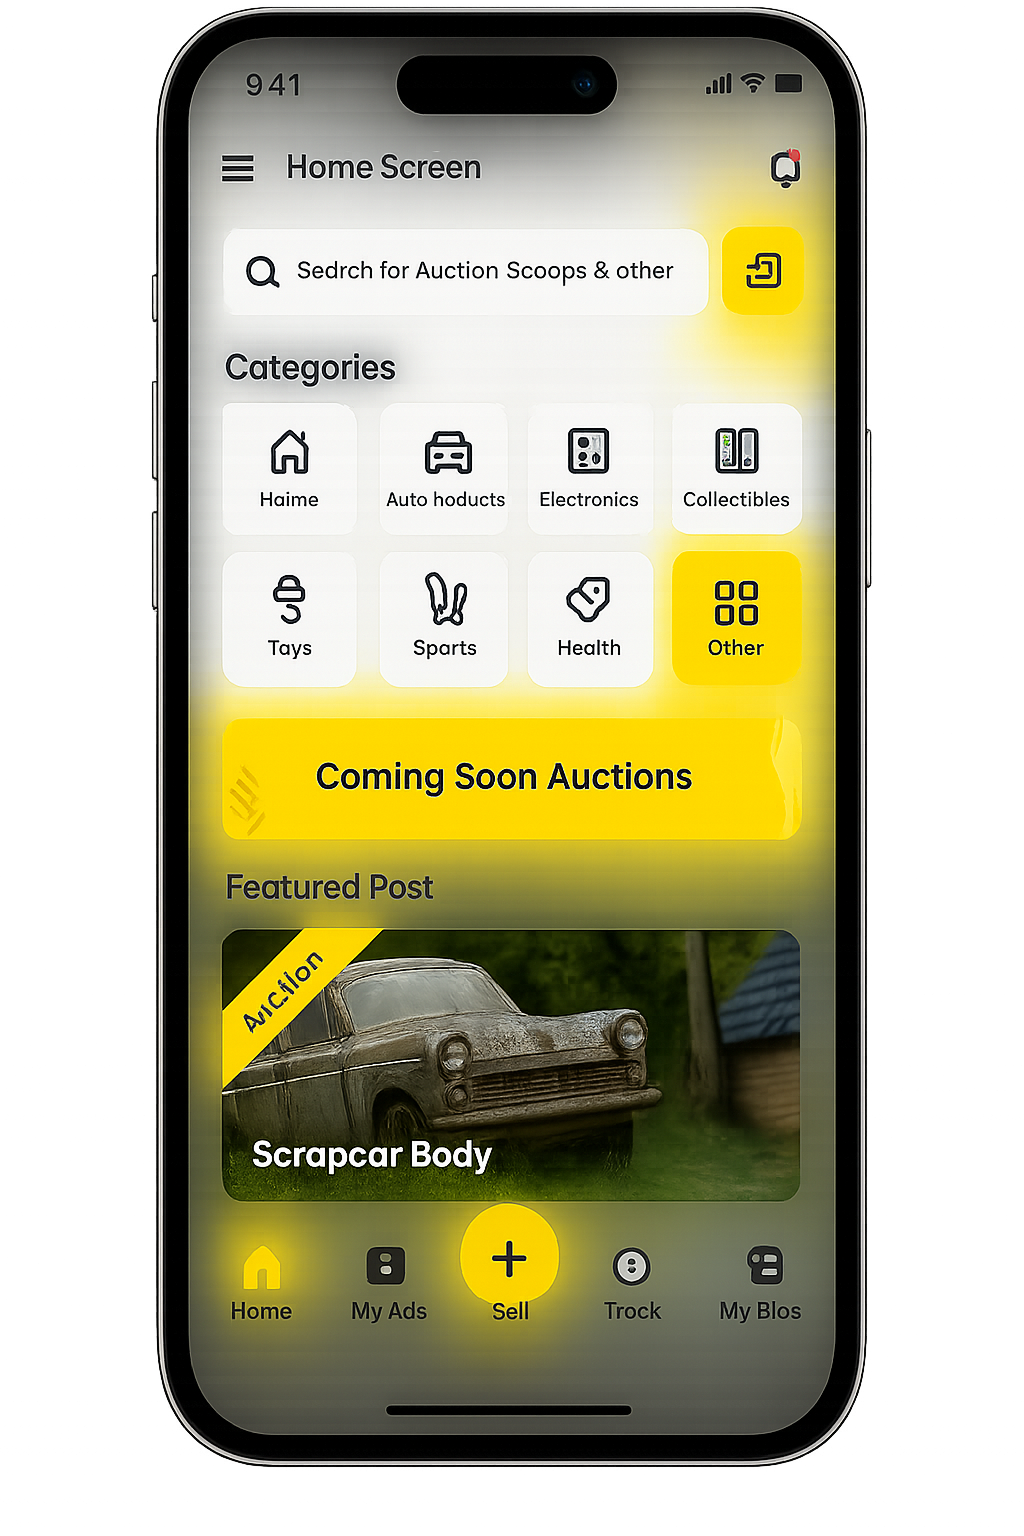 941
Home Screen
Sedrch for Auction Scoops & other
Categories
Haime
Auto hoducts
Electronics
Collectibles
Tays
Sparts
Health
Other
Coming Soon Auctions
Featured Post
Scrapcar Body
Home
My Ads
Sell
Trock
My Blos